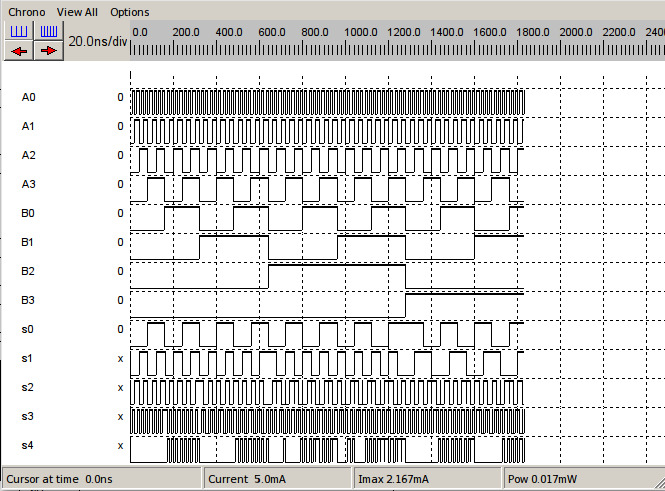 Chrono View All Options
20.0ns/div
0.0 200.0 400.0 600.0 800.0 1000.0 1200.0 1400.0 1600.0 1800.0 2000.0 2200.0 2400
A0 0
A1 0
A2 0
A3 0
B0 0
B1 0
B2 0
B3 0
s0 0
s1 x
s2 x
s3 x
s4 x
Cursor at time 0.0ns Current 5.0mA Imax 2.167mA Pow 0.017mW